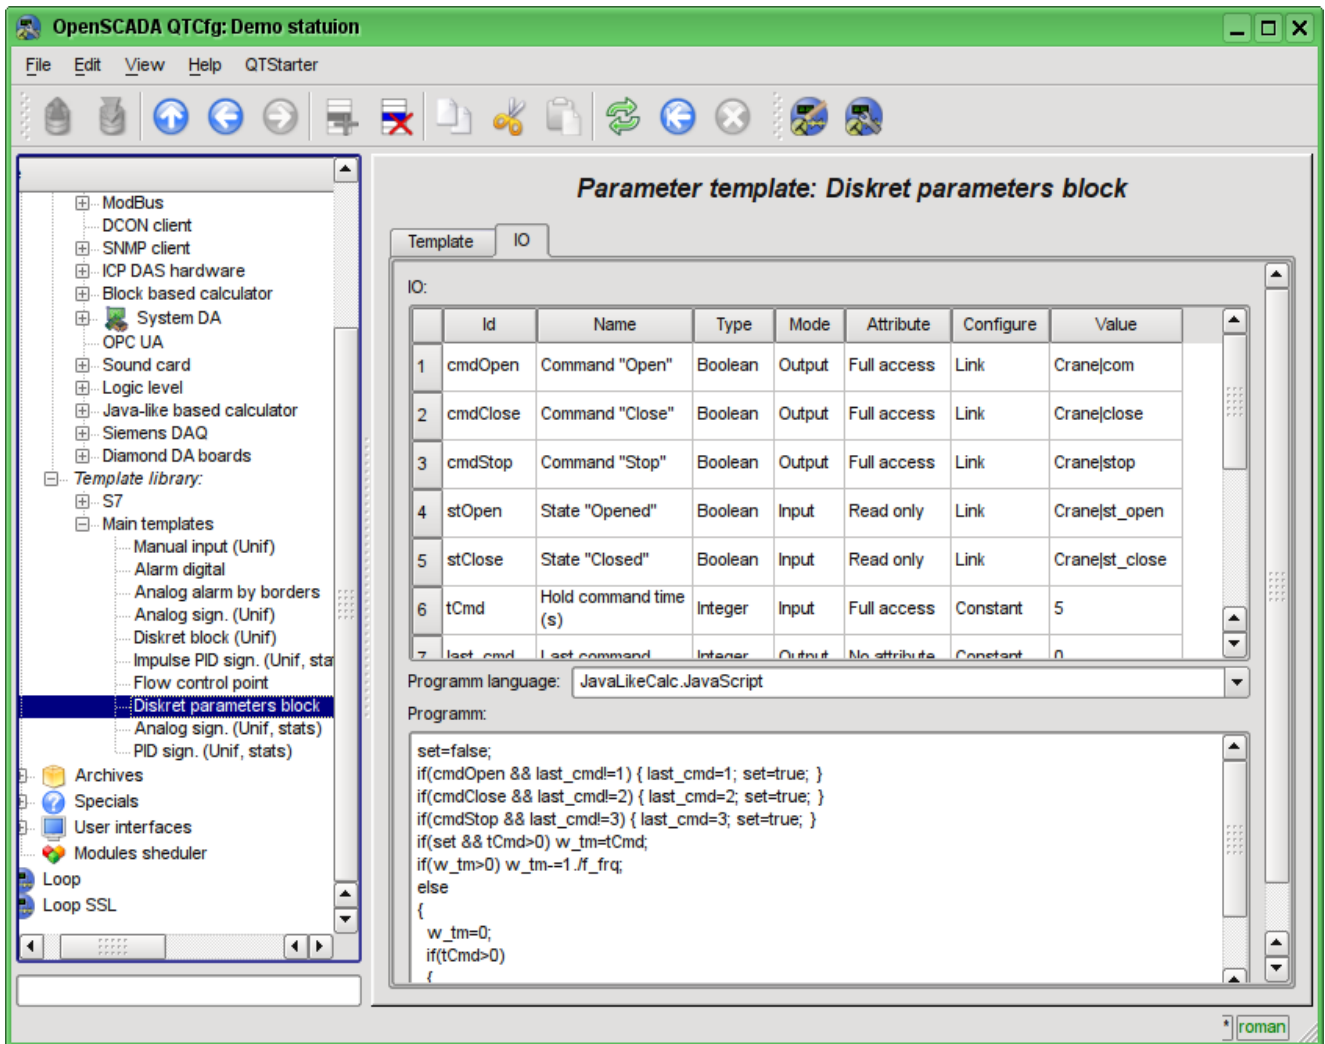 OpenSCADA QTCfg: Demo statuion
File Edit View Help QTStarter
ModBus
DCON client
SNMP client
ICP DAS hardware
Block based calculator
System DA
OPC UA
Sound card
Logic level
Java-like based calculator
Siemens DAQ
Diamond DA boards
Template library:
S7
Main templates
Manual input (Unif)
Alarm digital
Analog alarm by borders
Analog sign. (Unif)
Diskret block (Unif)
Impulse PID sign. (Unif, sta
Flow control point
Diskret parameters block
Analog sign. (Unif, stats)
PID sign. (Unif, stats)
Archives
Specials
User interfaces
Modules sheduler
Loop
Loop SSL
Parameter template: Diskret parameters block
Template IO
IO:
Id Name Type Mode Attribute Configure Value
1 cmdOpen Command "Open" Boolean Output Full access Link Crane|com
2 cmdClose Command "Close" Boolean Output Full access Link Crane|close
3 cmdStop Command "Stop" Boolean Output Full access Link Crane|stop
4 stOpen State "Opened" Boolean Input Read only Link Crane|st_open
5 stClose State "Closed" Boolean Input Read only Link Crane|st_close
6 tCmd Hold command time (s) Integer Input Full access Constant 5
7 last_cmd Last command Integer Output No attribute Constant 0
Programm language: JavaLikeCalc.JavaScript
Programm:
set=false;
if(cmdOpen && last_cmd!=1) { last_cmd=1; set=true; }
if(cmdClose && last_cmd!=2) { last_cmd=2; set=true; }
if(cmdStop && last_cmd!=3) { last_cmd=3; set=true; }
if(set && tCmd>0) w_tm=tCmd;
if(w_tm>0) w_tm-=1./f_frq;
else
{
w_tm=0;
if(tCmd>0)
{
* roman